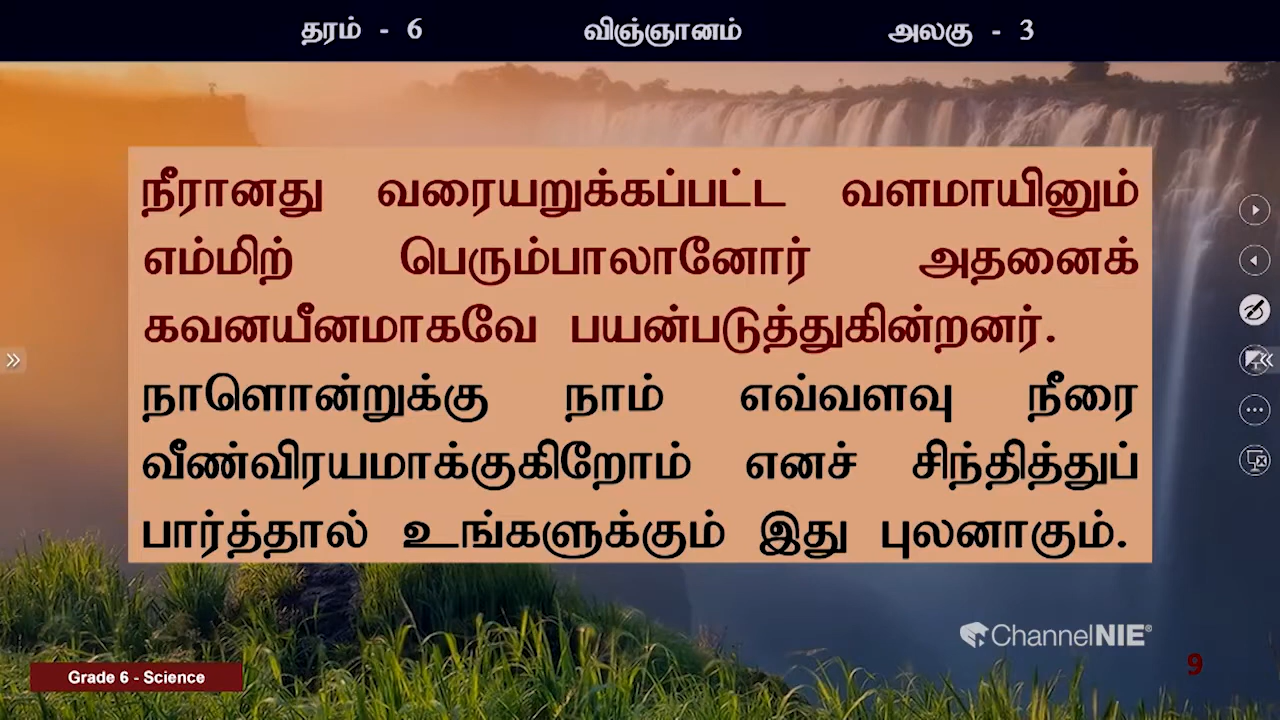 தரம் - 6 விஞ்ஞானம் அலகு - 3
நீரானது வரையறுக்கப்பட்ட வளமாயினும்
எம்மிற் பெரும்பாலானோர் அதனைக்
கவனயீனமாகவே பயன்படுத்துகின்றனர்.
நாளொன்றுக்கு நாம் எவ்வளவு நீரை
வீண்விரயமாக்குகிறோம் எனச் சிந்தித்துப்
பார்த்தால் உங்களுக்கும் இது புலனாகும்.
ChannelNIE®
9
Grade 6 - Science